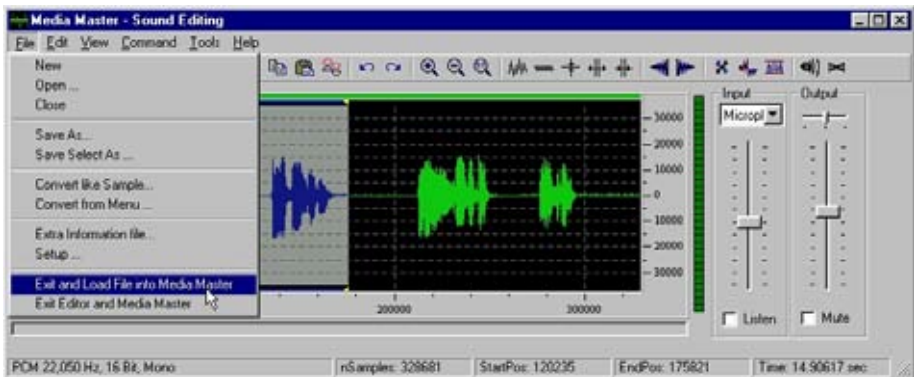 Media Master - Sound Editing
File Edit View Command Tools Help
New
Open ...
Close
Save As...
Save Select As ...
Convert like Sample...
Convert from Menu ...
Extra Information file...
Setup ...
Exit and Load File into Media Master
Exit Editor and Media Master
30000
20000
10000
0
10000
20000
30000
200000 300000
Input Output
Micropl
Listen Mute
PCM 22,050 Hz, 16 Bit, Mono nSamples: 328681 StartPos: 120235 EndPos: 175821 Time: 14.90617 sec